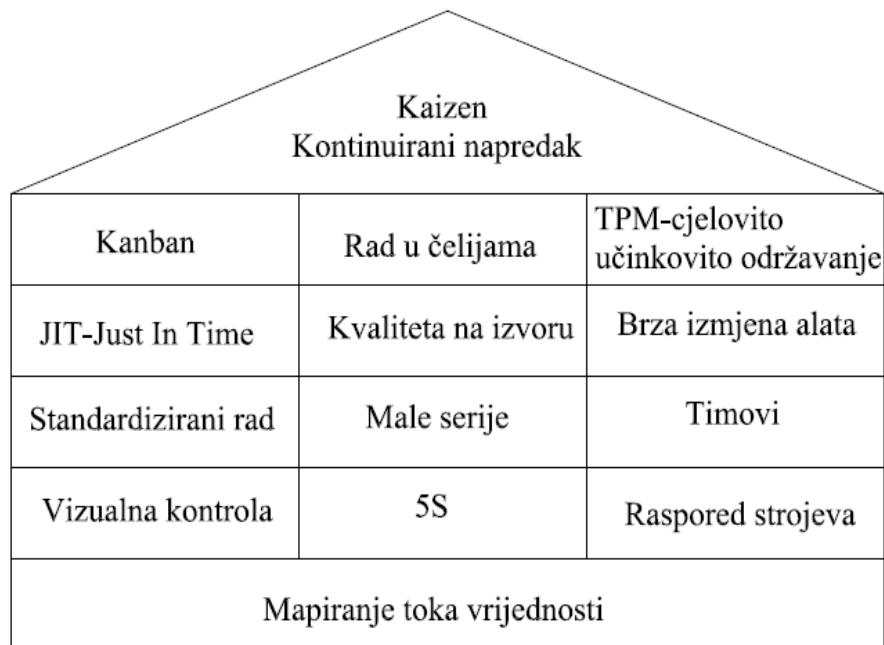 Kaizen
Kontinuirani napredak
Kanban
Rad u čelijama
TPM-cjelovito
učinkovito održavanje
JIT-Just In Time
Kvaliteta na izvoru
Brza izmjena alata
Standardizirani rad
Male serije
Timovi
Vizualna kontrola
5S
Raspored strojeva
Mapiranje toka vrijednosti